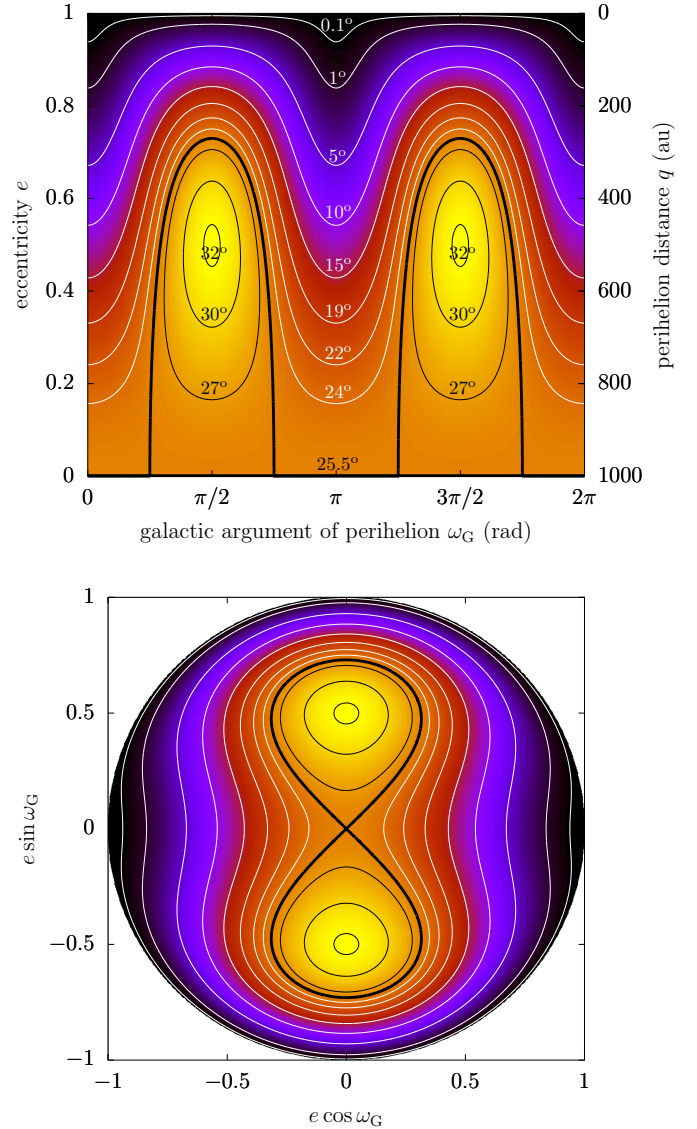 1 0
0.1°
1°
0.8 200
5°
0.6 400
10°
32° 32°
15°
0.4 600
30° 19° 30°
22°
0.2 27° 24° 27° 800
25.5°
0 1000
eccentricity e
perihelion distance q (au)
0 π/2 π 3π/2 2π
galactic argument of perihelion ω_G (rad)
1
0.5
0
−0.5
−1
e sin ω_G
−1 −0.5 0 0.5 1
e cos ω_G